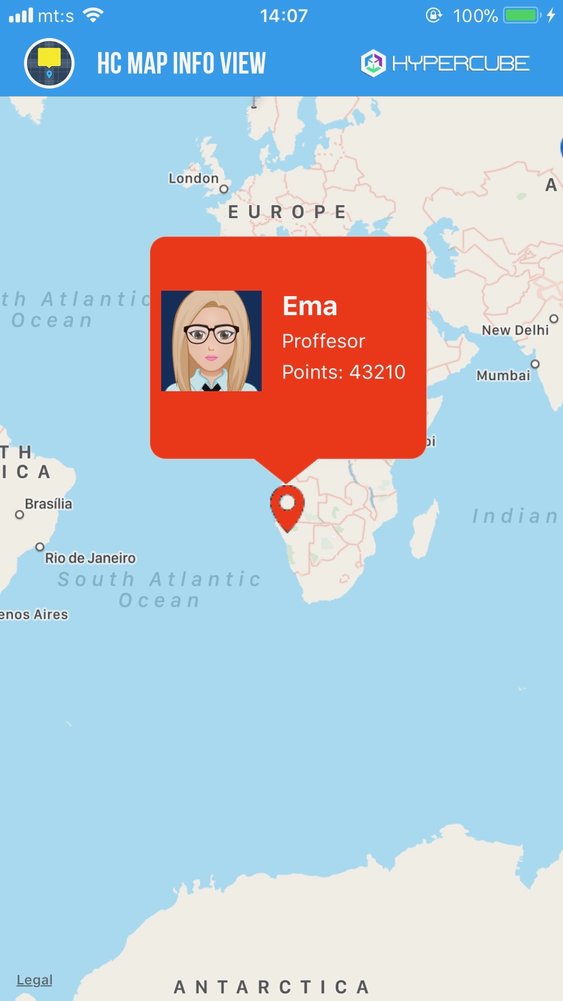 mt:s 14:07 100%
HC MAP INFO VIEW HYPERCUBE
London
A
EUROPE
th Atlantic
Ocean
Ema
Proffesor
Points: 43210
New Delhi
Mumbai
bi
TH
ICA
Brasília
Rio de Janeiro
Indian
South Atlantic
Ocean
enos Aires
Legal
ANTARCTICA